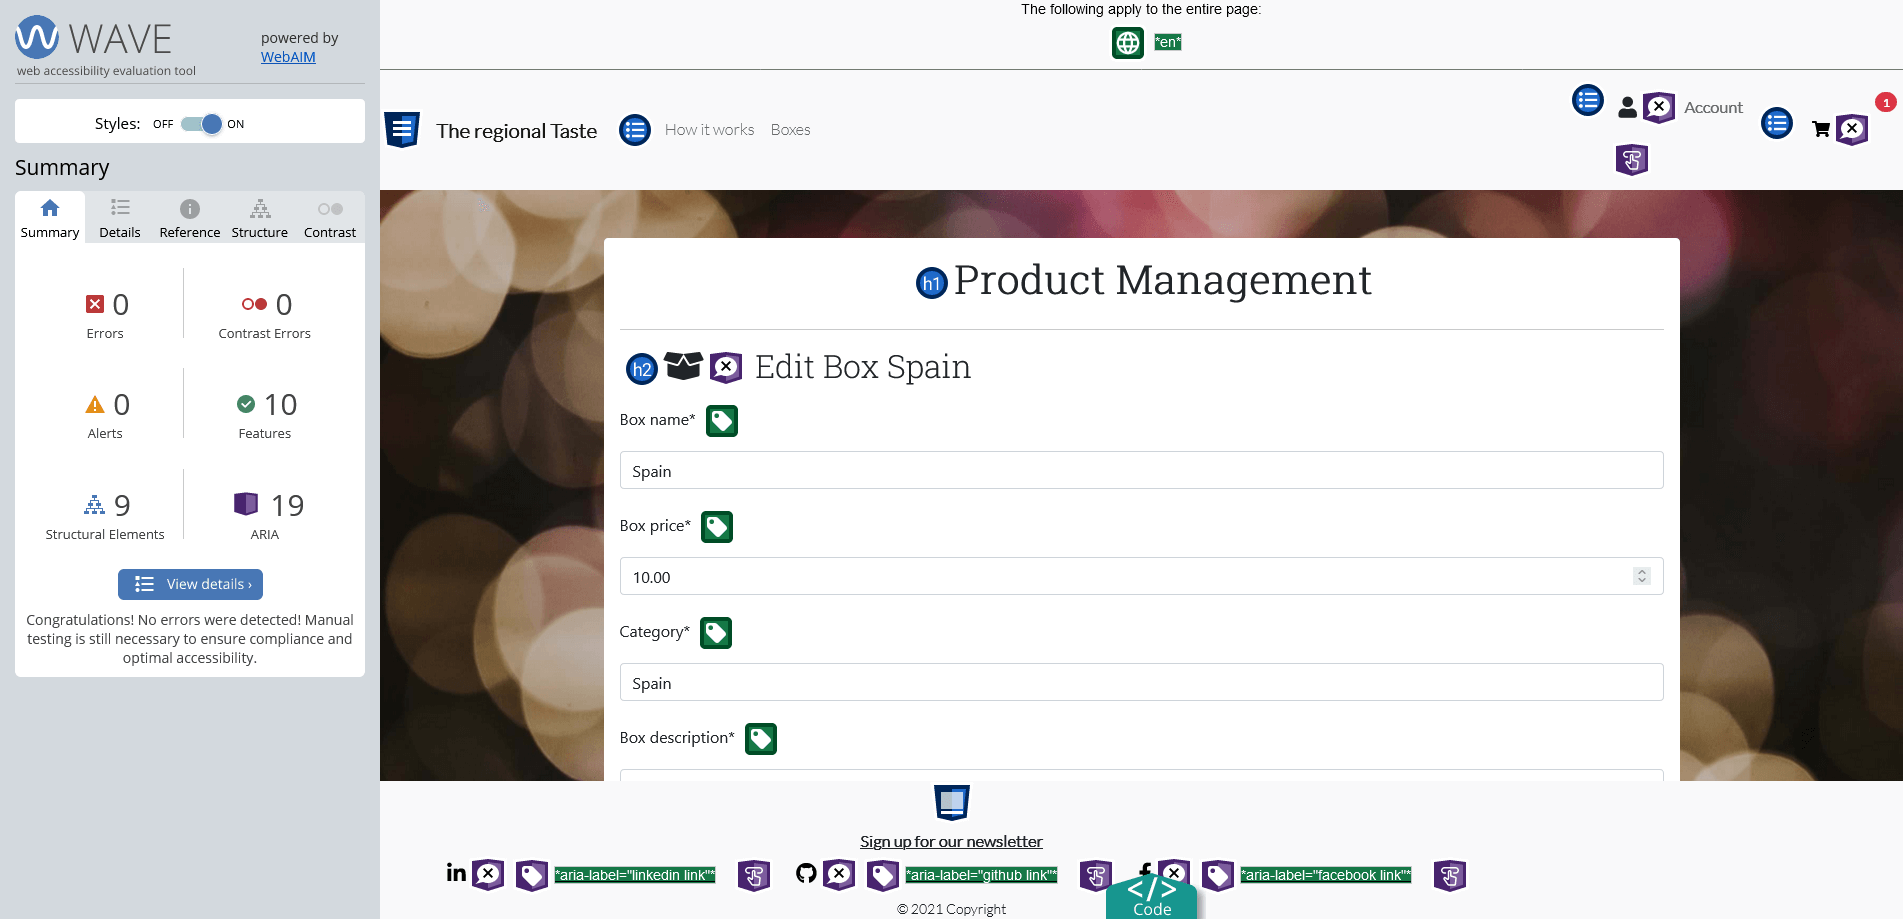 WAVE
powered by
WebAIM
web accessibility evaluation tool
Styles: OFF ON
Summary
Summary Details Reference Structure Contrast
0
Errors
0
Contrast Errors
0
Alerts
10
Features
9
Structural Elements
19
ARIA
View details ›
Congratulations! No errors were detected! Manual
testing is still necessary to ensure compliance and
optimal accessibility.
The following apply to the entire page:
*en*
The regional Taste
How it works Boxes
Account
1
h1 Product Management
h2 Edit Box Spain
Box name*
Spain
Box price*
10.00
Category*
Spain
Box description*
Sign up for our newsletter
*aria-label="linkedin link"* *aria-label="github link"* *aria-label="facebook link"*
© 2021 Copyright
</>
Code